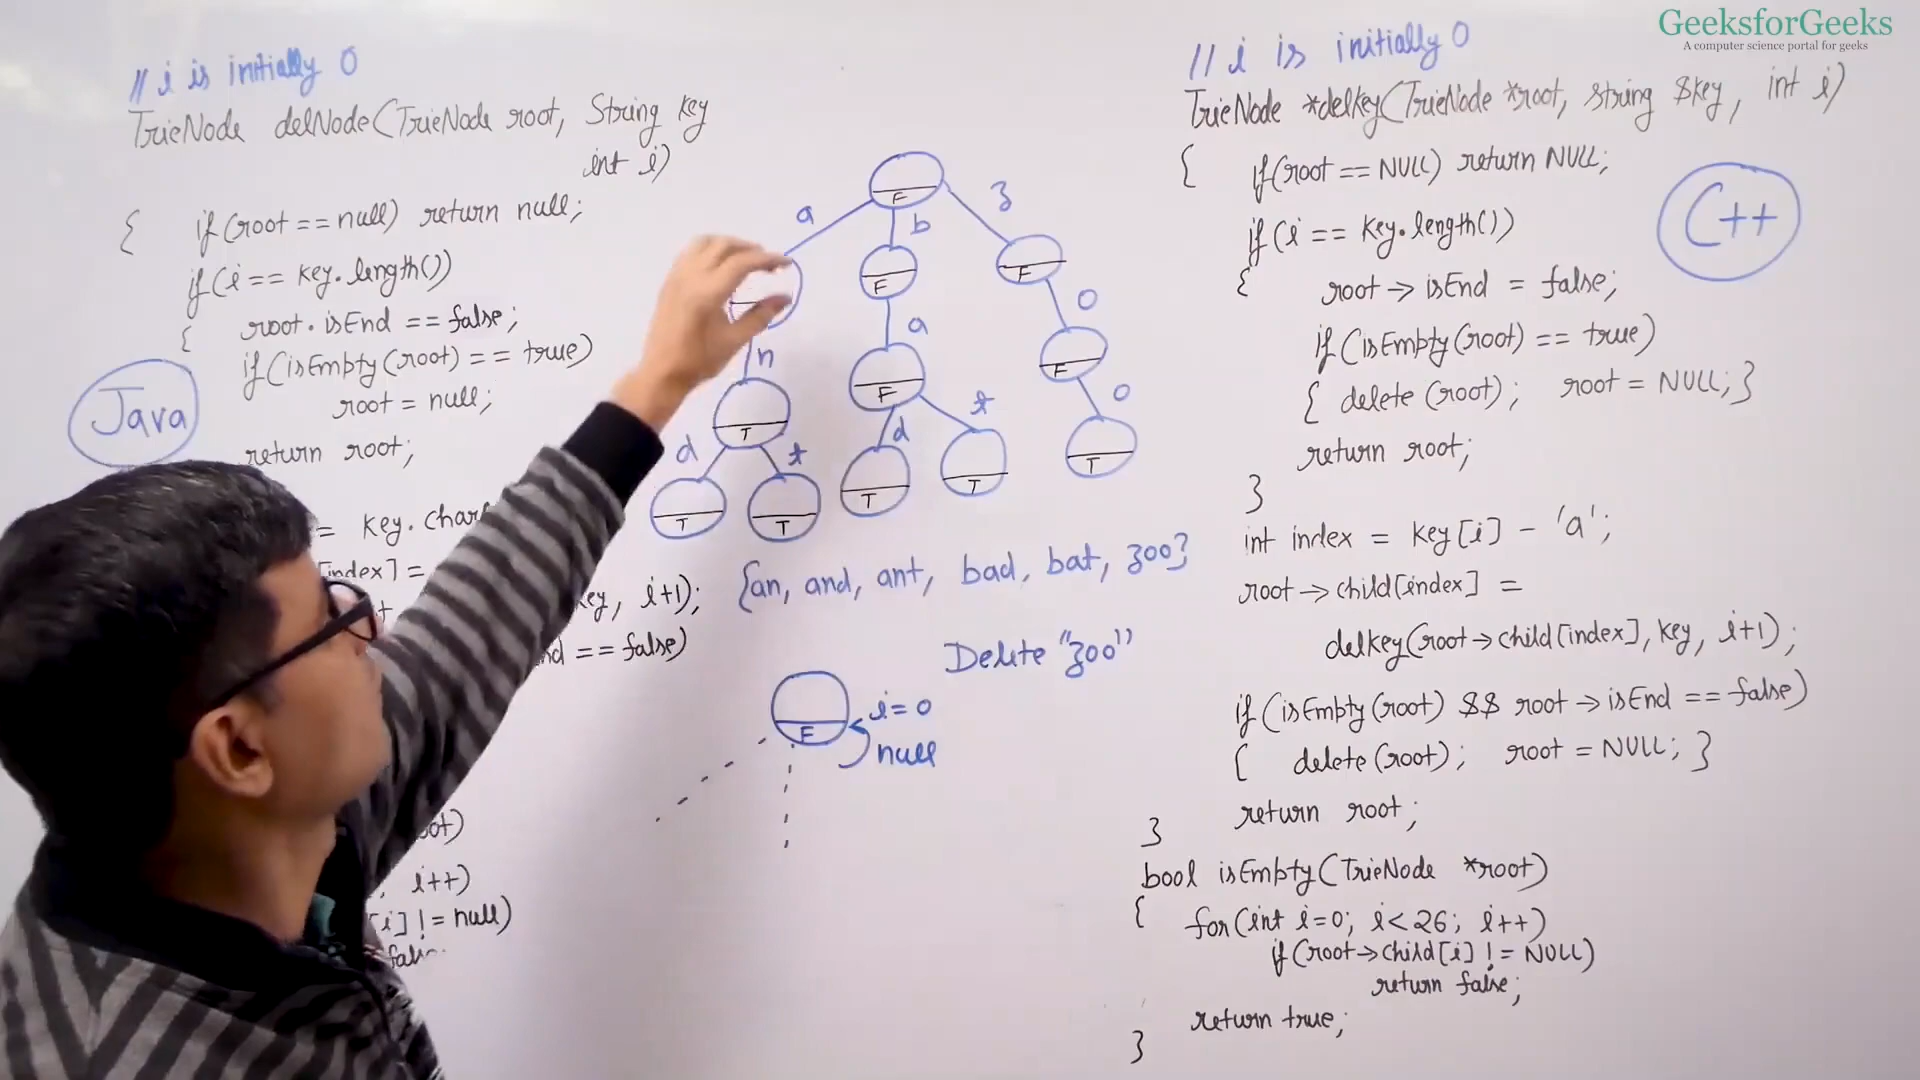 GeeksforGeeks
A computer science portal for geeks
// i is initially 0
TrieNode delNode(TrieNode root, String key
int i)
{ if(root == null) return null;
if(i == key.length())
{ root.isEnd == false;
if(isEmpty(root) == true)
root = null;
return root;
= key.char
[index] =
key, i+1);
nd == false)
oot)
, i++)
[i] != null)
false
Java
F
a b z
F F
n a o
T F F
d t d t o
T T T T T
{an, and, ant, bad, bat, zoo}
Delete "zoo"
F
i=0
null
// i is initially 0
TrieNode *delkey(TrieNode *root, string &key, int i)
{ if(root == NULL) return NULL;
if(i == key.length())
{ root → isEnd = false;
if(isEmpty(root) == true)
{ delete (root); root = NULL; }
return root;
}
int index = key[i] - 'a';
root → child[index] =
delkey(root → child[index], key, i+1);
if(isEmpty(root) && root → isEnd == false)
{ delete(root); root = NULL; }
return root;
}
bool isEmpty(TrieNode *root)
{ for(int i=0; i<26; i++)
if(root → child[i] != NULL)
return false;
return true;
}
C++